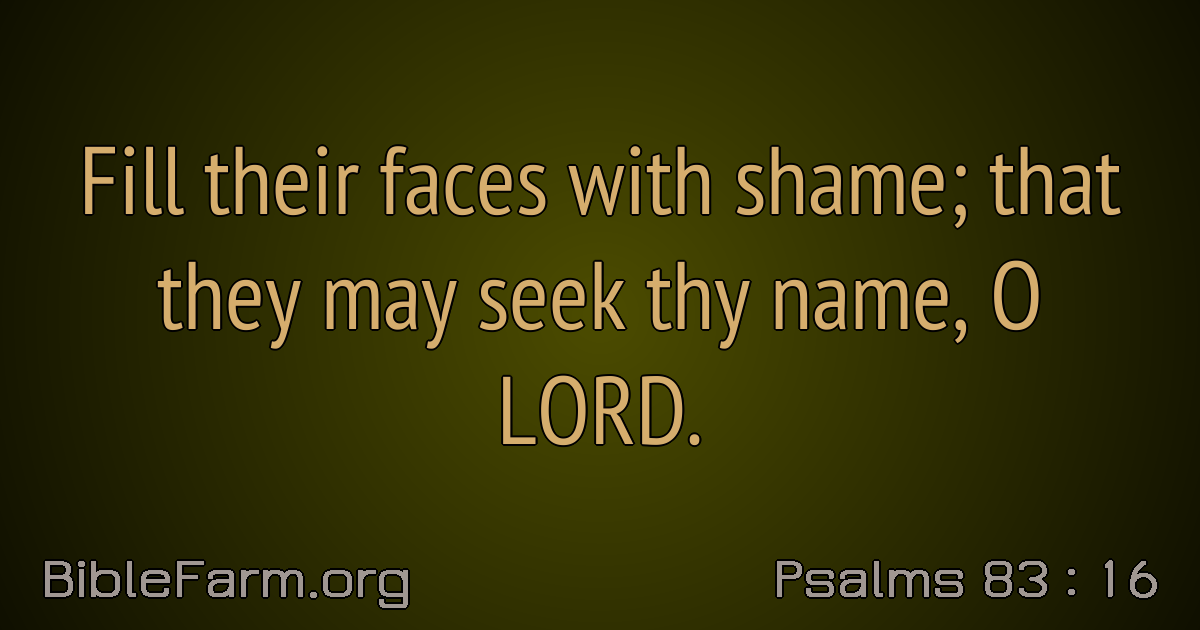 Fill their faces with shame; that
they may seek thy name, O
LORD.
BibleFarm.org
Psalms 83 : 16